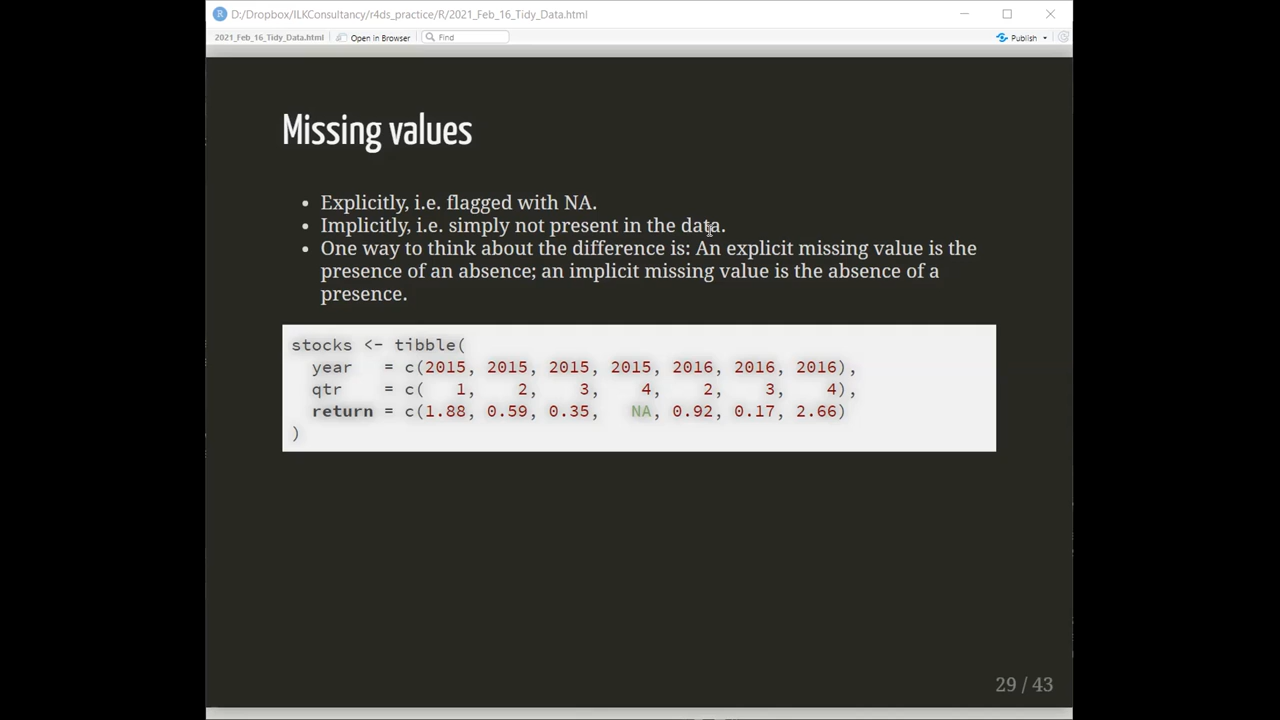 D:/Dropbox/ILKConsultancy/r4ds_practice/R/2021_Feb_16_Tidy_Data.html
2021_Feb_16_Tidy_Data.html Open in Browser Find Publish
Missing values
• Explicitly, i.e. flagged with NA.
• Implicitly, i.e. simply not present in the data.
• One way to think about the difference is: An explicit missing value is the
presence of an absence; an implicit missing value is the absence of a
presence.
stocks <- tibble(
  year   = c(2015, 2015, 2015, 2015, 2016, 2016, 2016),
  qtr    = c(   1,    2,    3,    4,    2,    3,    4),
  return = c(1.88, 0.59, 0.35,   NA, 0.92, 0.17, 2.66)
)
29 / 43